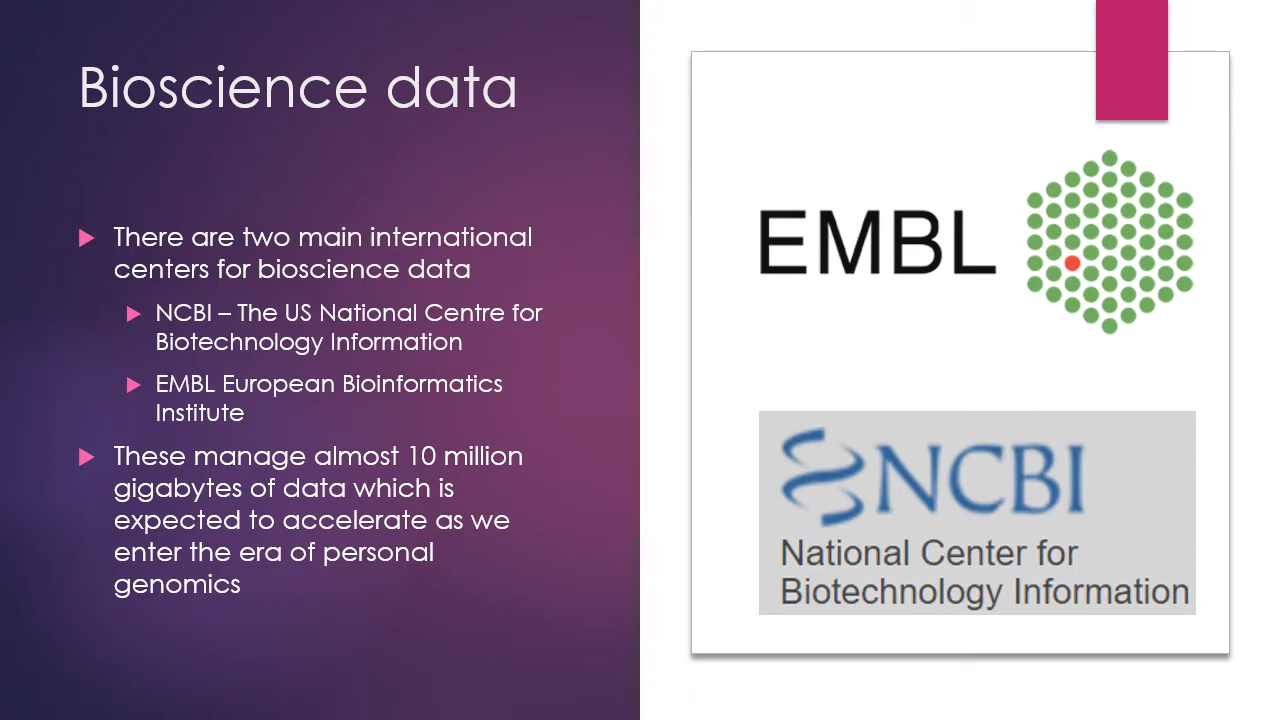 Bioscience data
There are two main international
centers for bioscience data
NCBI – The US National Centre for
Biotechnology Information
EMBL European Bioinformatics
Institute
These manage almost 10 million
gigabytes of data which is
expected to accelerate as we
enter the era of personal
genomics
EMBL
NCBI
National Center for
Biotechnology Information